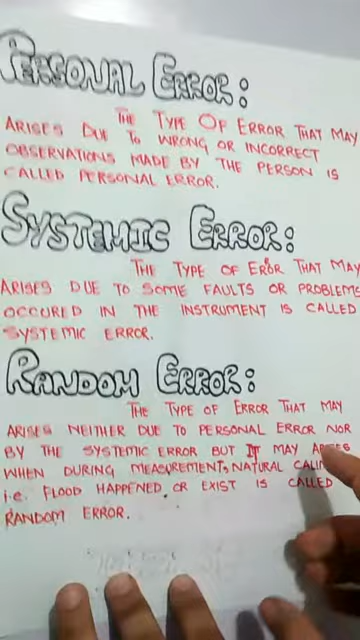 PERSONAL ERROR:
THE TYPE OF ERROR THAT MAY
ARISES DUE TO WRONG OR INCORRECT
OBSERVATIONS MADE BY THE PERSON IS
CALLED PERSONAL ERROR.
SYSTEMIC ERROR:
THE TYPE OF EROR THAT MAY
ARISES DUE TO SOME FAULTS OR PROBLEMS
OCCURED IN THE INSTRUMENT IS CALLED
SYSTEMIC ERROR.
RANDOM ERROR:
THE TYPE OF ERROR THAT MAY
ARISES NEITHER DUE TO PERSONAL ERROR NOR
BY THE SYSTEMIC ERROR BUT IT MAY
WHEN DURING MEASUREMENT, NATURAL
i.e. FLOOD HAPPENED OR EXIST IS CALLED
RANDOM ERROR.